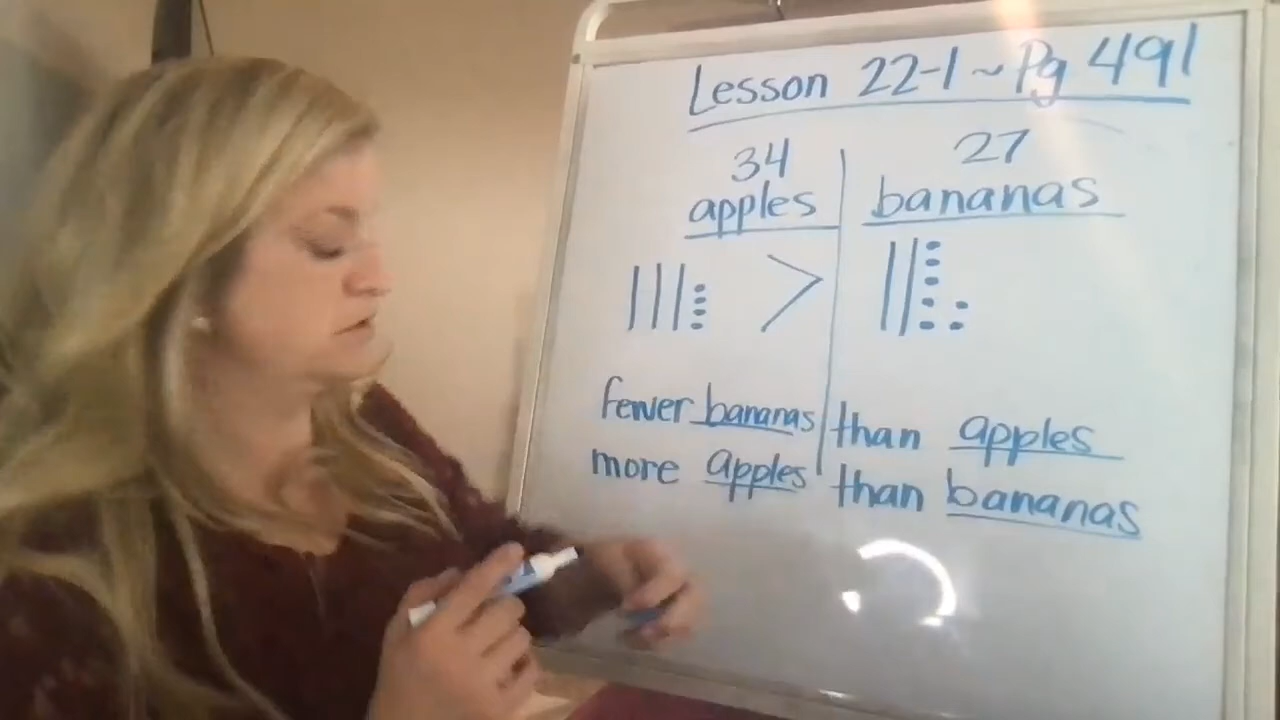 Lesson 22-1 ~ Pg 491
34 27
apples bananas
>
fewer bananas than apples
more apples than bananas